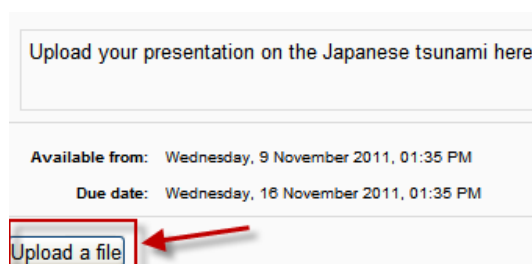 Upload your presentation on the Japanese tsunami here
Available from: Wednesday, 9 November 2011, 01:35 PM
Due date: Wednesday, 16 November 2011, 01:35 PM
Upload a file